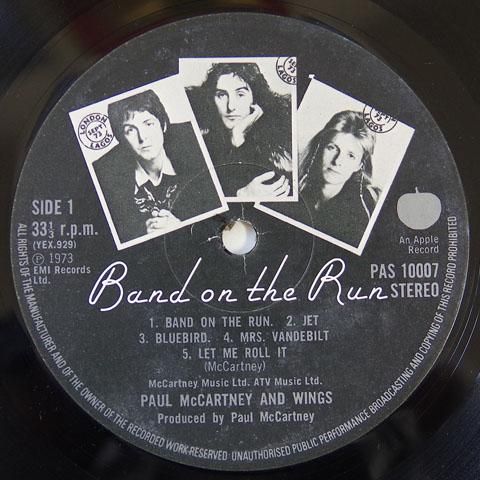 LONDON
SEPT
73
LAGOS
SEPT
73
LAGOS
LAGOS
SIDE 1
33⅓ r.p.m.
(YEX.929)
Ⓟ 1973
EMI Records
Ltd.
An Apple
Record
PAS 10007
STEREO
Band on the Run
1. BAND ON THE RUN. 2. JET
3. BLUEBIRD. 4. MRS. VANDEBILT
5. LET ME ROLL IT
(McCartney)
McCartney Music Ltd. ATV Music Ltd.
PAUL McCARTNEY AND WINGS
Produced by Paul McCartney
ALL RIGHTS OF THE MANUFACTURER AND OF THE OWNER OF THE RECORDED WORK RESERVED UNAUTHORISED PUBLIC PERFORMANCE BROADCASTING AND COPYING OF THIS RECORD PROHIBITED